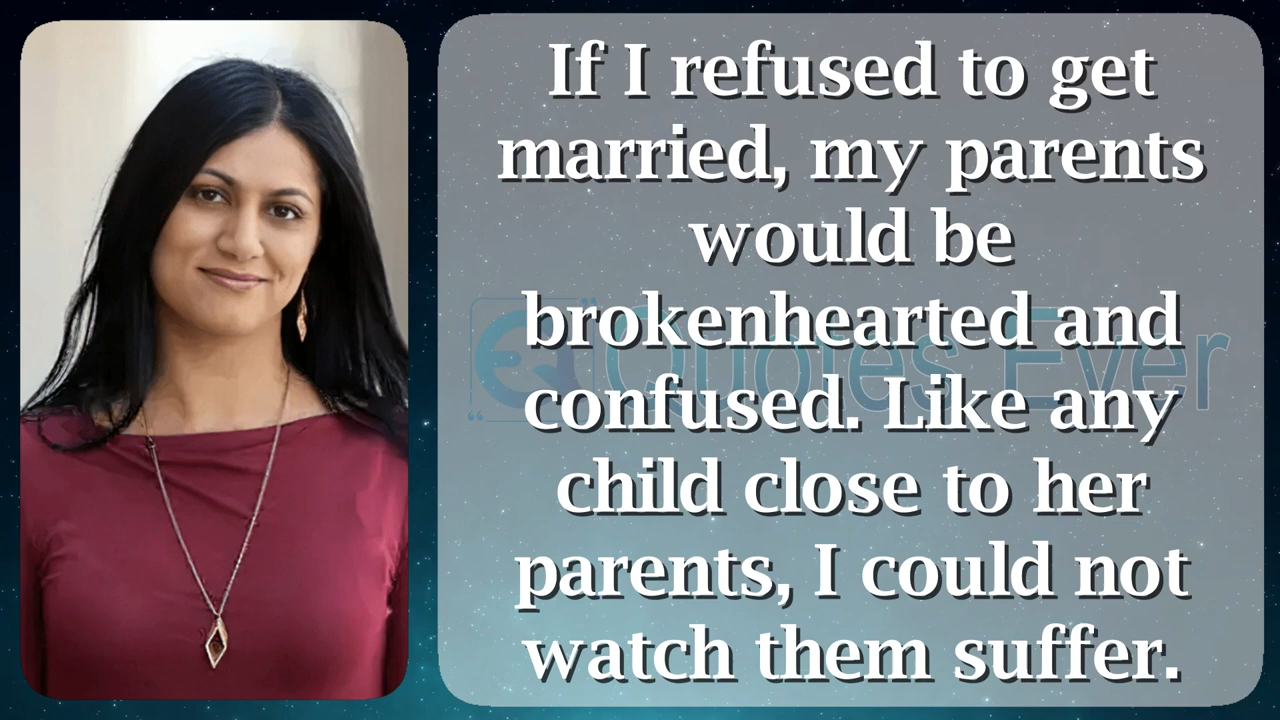 If I refused to get
married, my parents
would be
brokenhearted and
confused. Like any
child close to her
parents, I could not
watch them suffer.
Quotes Ever